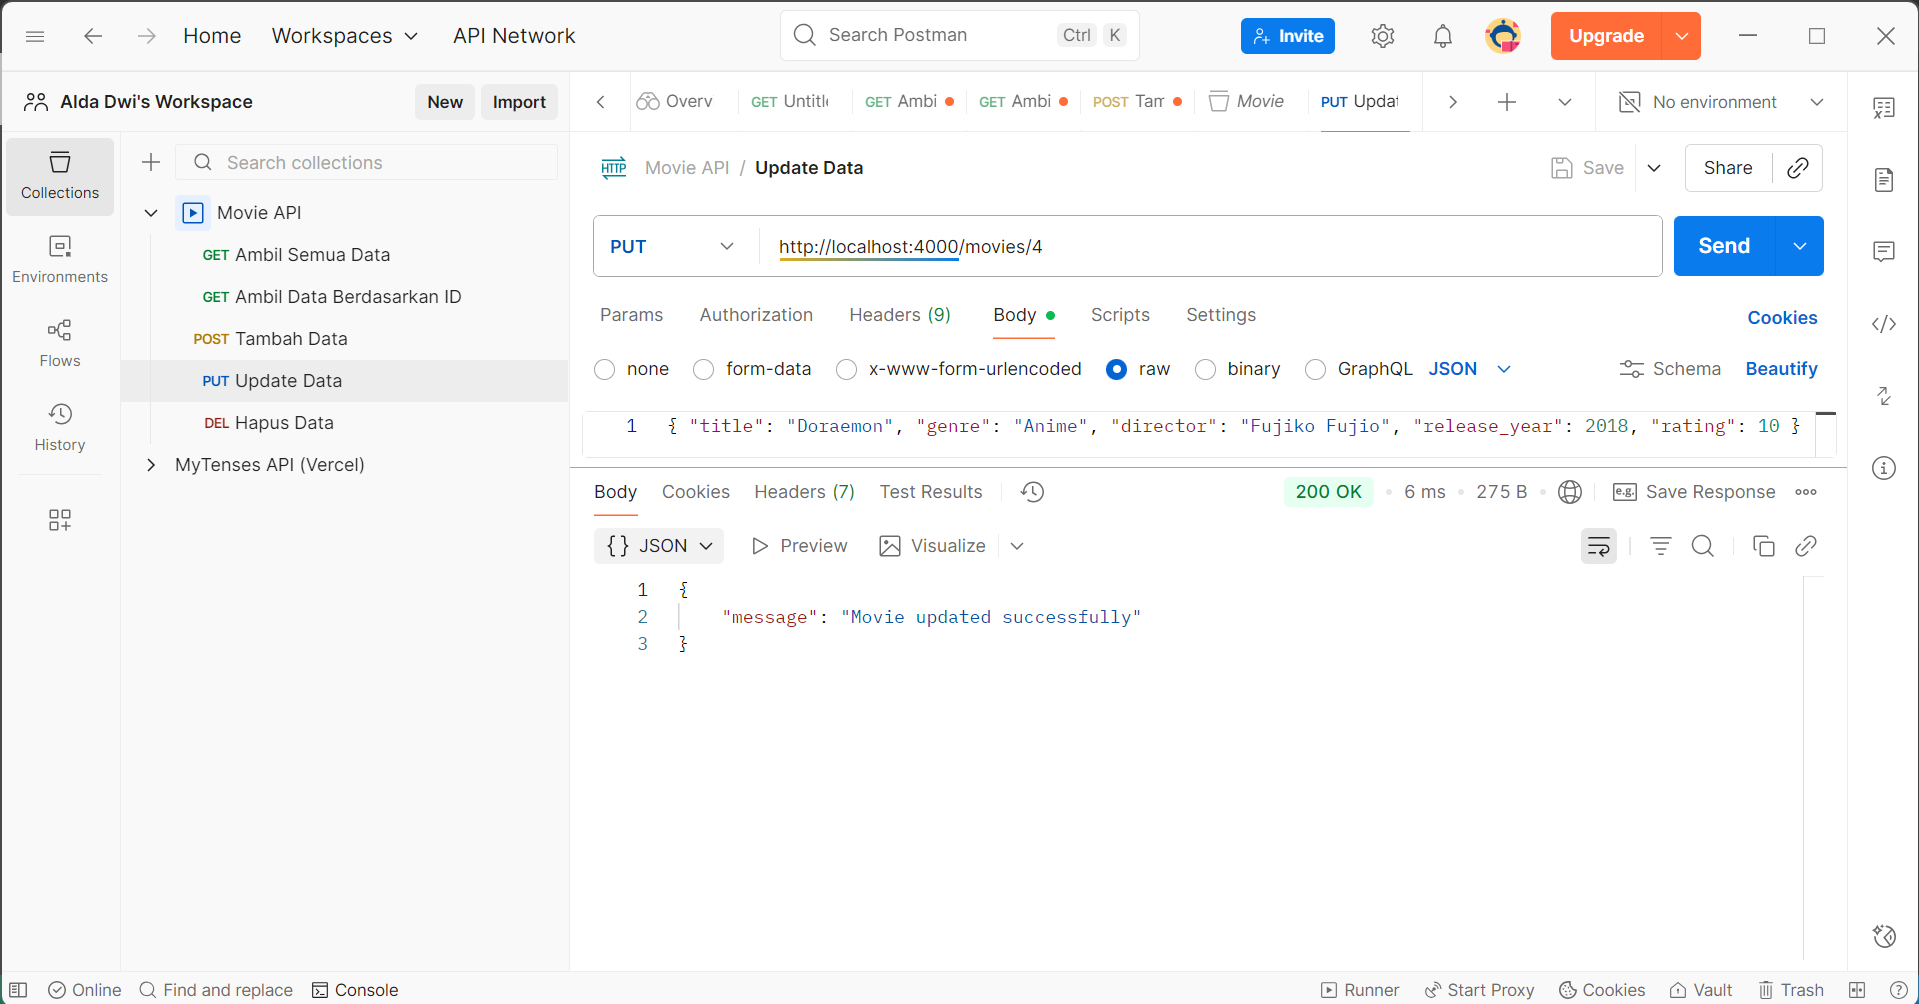 Home Workspaces API Network Search Postman Ctrl K Invite Upgrade
Alda Dwi's Workspace New Import Overv GET Untitle GET Ambi GET Ambi POST Tam Movie PUT Updat No environment
Collections
Environments
Flows
History
Search collections
Movie API
GET Ambil Semua Data
GET Ambil Data Berdasarkan ID
POST Tambah Data
PUT Update Data
DEL Hapus Data
MyTenses API (Vercel)
HTTP Movie API / Update Data Save Share
PUT http://localhost:4000/movies/4 Send
Params Authorization Headers (9) Body Scripts Settings Cookies
none form-data x-www-form-urlencoded raw binary GraphQL JSON Schema Beautify
1 { "title": "Doraemon", "genre": "Anime", "director": "Fujiko Fujio", "release_year": 2018, "rating": 10 }
Body Cookies Headers (7) Test Results 200 OK 6 ms 275 B e.g. Save Response
{} JSON Preview Visualize
1 {
2 "message": "Movie updated successfully"
3 }
Online Find and replace Console Runner Start Proxy Cookies Vault Trash